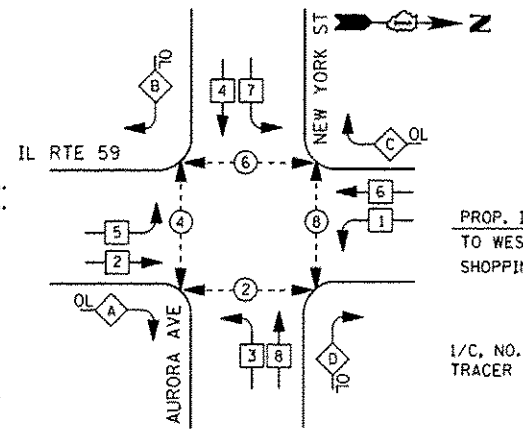 N
NEW YORK ST
OL
B
4
7
C
OL
IL RTE 59
6
6
1
5
4
8
2
PROP. I
TO WES
SHOPPIN
2
OL
A
3
8
D
OL
AURORA AVE
1/C, NO.
TRACER